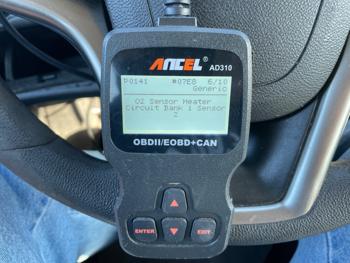 ANCEL
AD310
P0141 #07E8 6/10
Generic
O2 Sensor Heater
Circuit Bank 1 Sensor
2
OBDII/EOBD+CAN
ENTER
EXIT